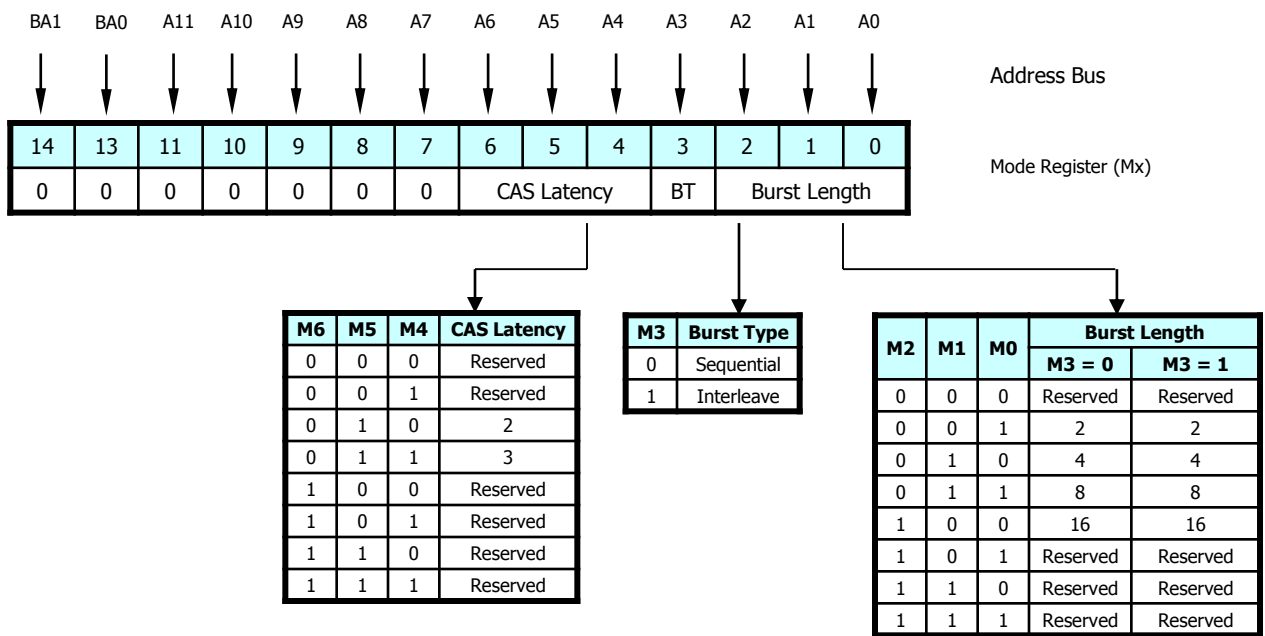 BA1 BA0 A11 A10 A9 A8 A7 A6 A5 A4 A3 A2 A1 A0
Address Bus
14 13 11 10 9 8 7 6 5 4 3 2 1 0
Mode Register (Mx)
0 0 0 0 0 0 0 CAS Latency BT Burst Length
M6 M5 M4 CAS Latency
0 0 0 Reserved
0 0 1 Reserved
0 1 0 2
0 1 1 3
1 0 0 Reserved
1 0 1 Reserved
1 1 0 Reserved
1 1 1 Reserved
M3 Burst Type
0 Sequential
1 Interleave
M2 M1 M0 Burst Length
M3 = 0 M3 = 1
0 0 0 Reserved Reserved
0 0 1 2 2
0 1 0 4 4
0 1 1 8 8
1 0 0 16 16
1 0 1 Reserved Reserved
1 1 0 Reserved Reserved
1 1 1 Reserved Reserved